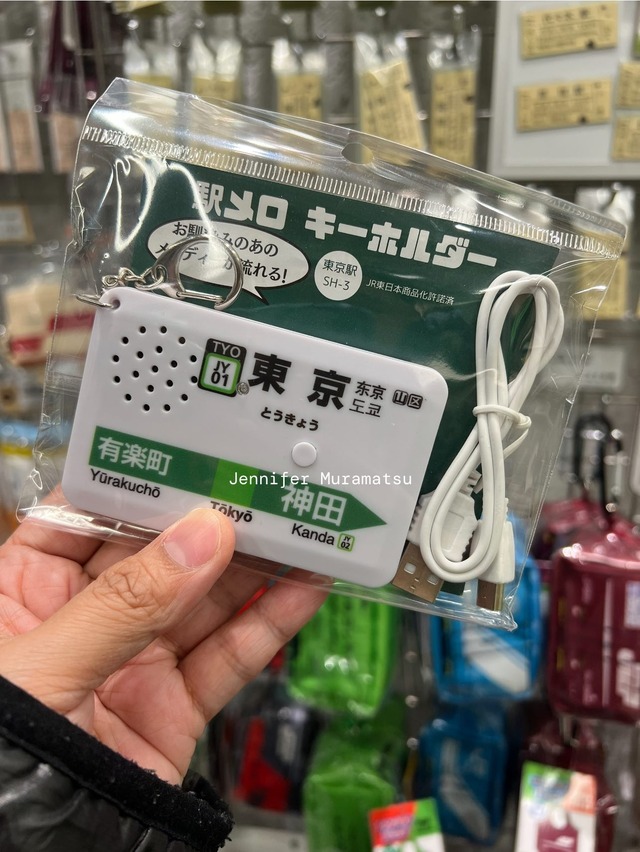 駅メロ キーホルダー
お馴染みのあの
メロディーが流れる!
東京駅
SH-3
JR東日本商品化許諾済
TYO
JY
01
東京
东京
도쿄
山区
とうきょう
有楽町
神田
Yūrakuchō
Tōkyō
Kanda
JY
02
Jennifer Muramatsu